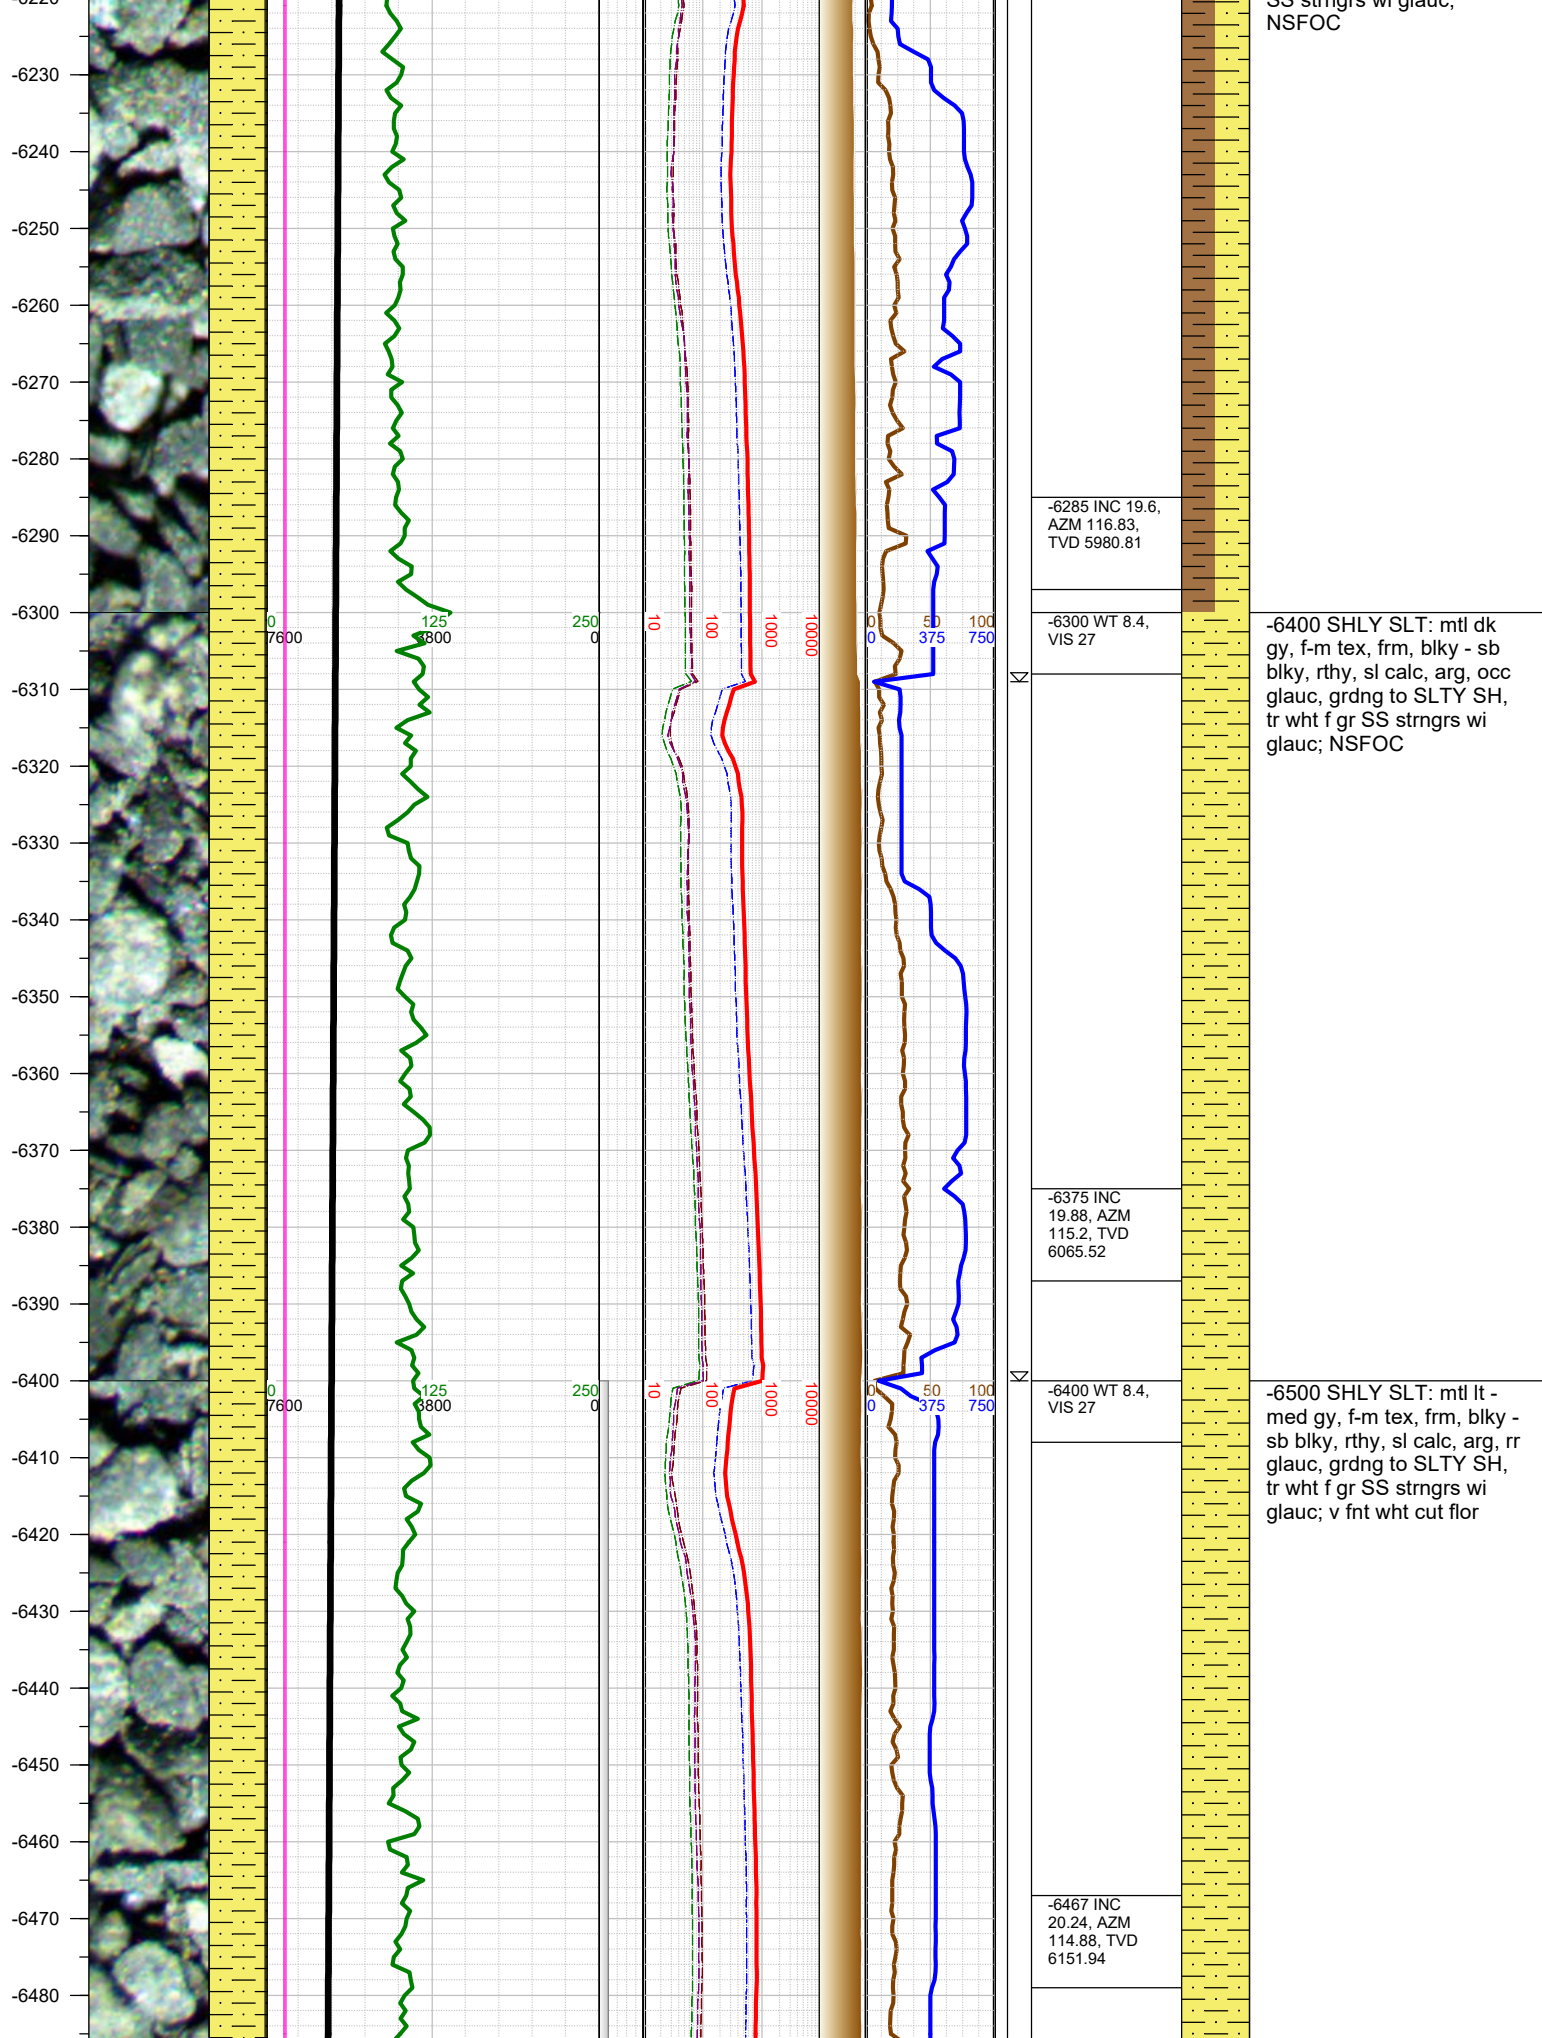 -6220
SS strngrs wi glauc;
NSFOC
-6230
-6240
-6250
-6260
-6270
-6280
-6285 INC 19.6,
AZM 116.83,
TVD 5980.81
-6290
-6300
0 125 250
7600 3800 0
10 100 1000 10000
0 50 100
0 375 750
-6300 WT 8.4,
VIS 27
-6400 SHLY SLT: mtl dk
gy, f-m tex, frm, blky - sb
blky, rthy, sl calc, arg, occ
glauc, grdng to SLTY SH,
tr wht f gr SS strngrs wi
glauc; NSFOC
-6310
-6320
-6330
-6340
-6350
-6360
-6370
-6375 INC
19.88, AZM
115.2, TVD
6065.52
-6380
-6390
-6400
0 125 250
7600 3800 0
10 100 1000 10000
0 50 100
0 375 750
-6400 WT 8.4,
VIS 27
-6500 SHLY SLT: mtl lt -
med gy, f-m tex, frm, blky -
sb blky, rthy, sl calc, arg, rr
glauc, grdng to SLTY SH,
tr wht f gr SS strngrs wi
glauc; v fnt wht cut flor
-6410
-6420
-6430
-6440
-6450
-6460
-6467 INC
20.24, AZM
114.88, TVD
6151.94
-6470
-6480